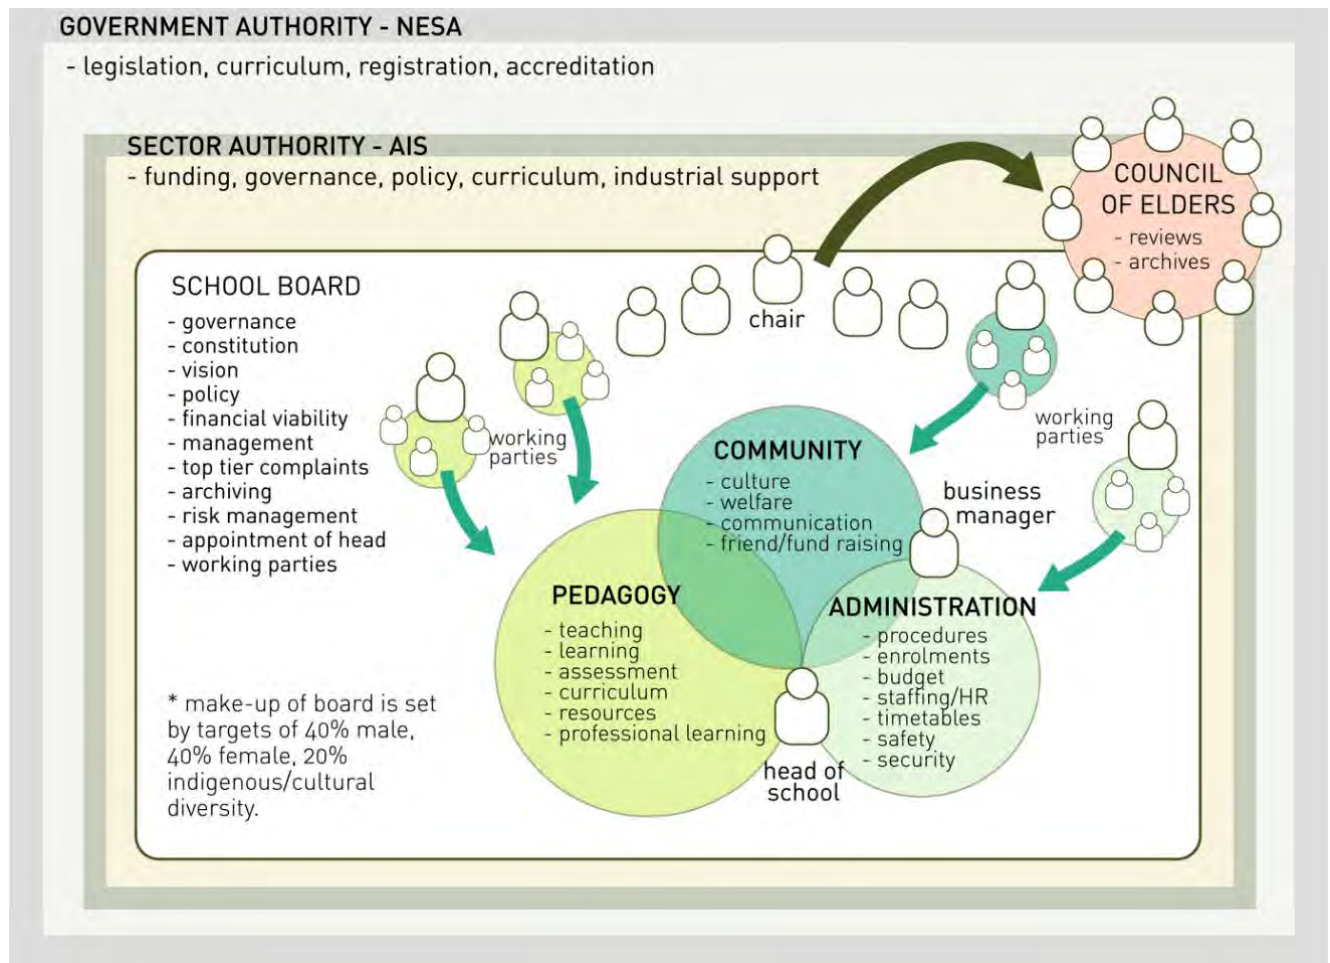 GOVERNMENT AUTHORITY - NESA
- legislation, curriculum, registration, accreditation
SECTOR AUTHORITY - AIS
- funding, governance, policy, curriculum, industrial support
COUNCIL
OF ELDERS
- reviews
- archives
SCHOOL BOARD
- governance
- constitution
- vision
- policy
- financial viability
- management
- top tier complaints
- archiving
- risk management
- appointment of head
- working parties
* make-up of board is set
by targets of 40% male,
40% female, 20%
indigenous/cultural
diversity.
chair
working
parties
working
parties
COMMUNITY
- culture
- welfare
- communication
- friend/fund raising
business
manager
PEDAGOGY
- teaching
- learning
- assessment
- curriculum
- resources
- professional learning
ADMINISTRATION
- procedures
- enrolments
- budget
- staffing/HR
- timetables
- safety
- security
head of
school